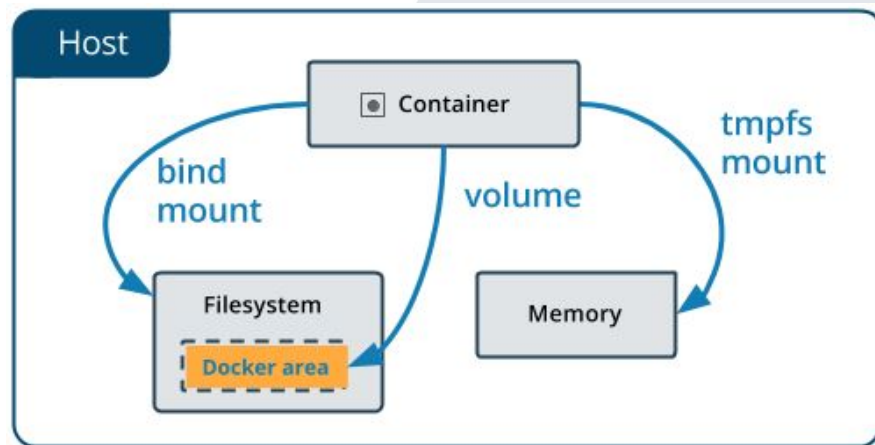 Host
Container
bind
mount
volume
tmpfs
mount
Filesystem
Docker area
Memory